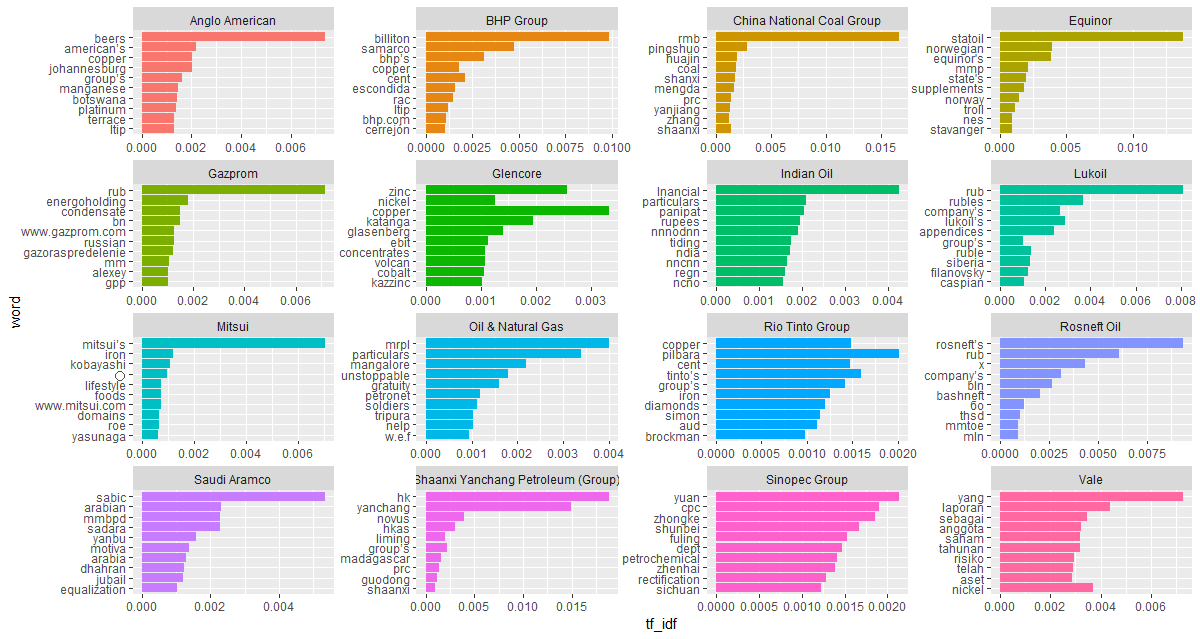 Anglo American
beers
american's
copper
johannesburg
group's
manganese
botswana
platinum
terrace
ltip
0.000 0.002 0.004 0.006
BHP Group
billiton
samarco
bhp's
copper
cent
escondida
rac
ltip
bhp.com
cerrejón
0.000 0.0025 0.0050 0.0075 0.0100
China National Coal Group
rmb
pingshuo
huajin
coal
shanxi
mengda
prc
yanjiang
zhang
shaanxi
0.000 0.005 0.010 0.015
Equinor
statoil
norwegian
equinor's
mmp
state's
supplements
norway
troll
nes
stavanger
0.000 0.005 0.010
Gazprom
rub
energoholding
condensate
bn
www.gazprom.com
russian
gazoraspredelenie
mm
alexey
gpp
0.000 0.002 0.004 0.006
Glencore
zinc
nickel
copper
katanga
glasenberg
ebit
concentrates
volcan
cobalt
kazzinc
0.000 0.001 0.002 0.003
Indian Oil
lnancial
particulars
panipat
rupees
nnnodnn
tiding
ndia
nncnn
regn
ncno
0.000 0.001 0.002 0.003 0.004
Lukoil
rub
rubles
company's
lukoil's
appendices
group's
ruble
siberia
filanovsky
caspian
0.000 0.002 0.004 0.006 0.008
Mitsui
mitsui's
iron
kobayashi
○
lifestyle
foods
www.mitsui.com
domains
roe
yasunaga
0.000 0.002 0.004 0.006
Oil & Natural Gas
mrpl
particulars
mangalore
unstoppable
gratuity
petronet
soldiers
tripura
nelp
w.e.f
0.000 0.001 0.002 0.003 0.004
Rio Tinto Group
copper
pilbara
cent
tinto's
group's
iron
diamonds
simon
aud
brockman
0.0000 0.0005 0.0010 0.0015 0.0020
Rosneft Oil
rosneft's
rub
x
company's
bln
bashneft
бо
thsd
mmtoe
mln
0.000 0.0025 0.0050 0.0075
Saudi Aramco
sabic
arabian
mmbpd
sadara
yanbu
motiva
arabia
dhahran
jubail
equalization
0.000 0.002 0.004
Shaanxi Yanchang Petroleum (Group)
hk
yanchang
novus
hkas
liming
group's
madagascar
prc
guodong
shaanxi
0.000 0.005 0.010 0.015
Sinopec Group
yuan
cpc
zhongke
shunbei
fuling
dept
petrochemical
zhenhai
rectification
sichuan
0.0000 0.0005 0.0010 0.0015 0.0020
Vale
yang
laporan
sebagai
anggota
saham
tahunan
risiko
telah
aset
nickel
0.000 0.002 0.004 0.006
word
tf_idf